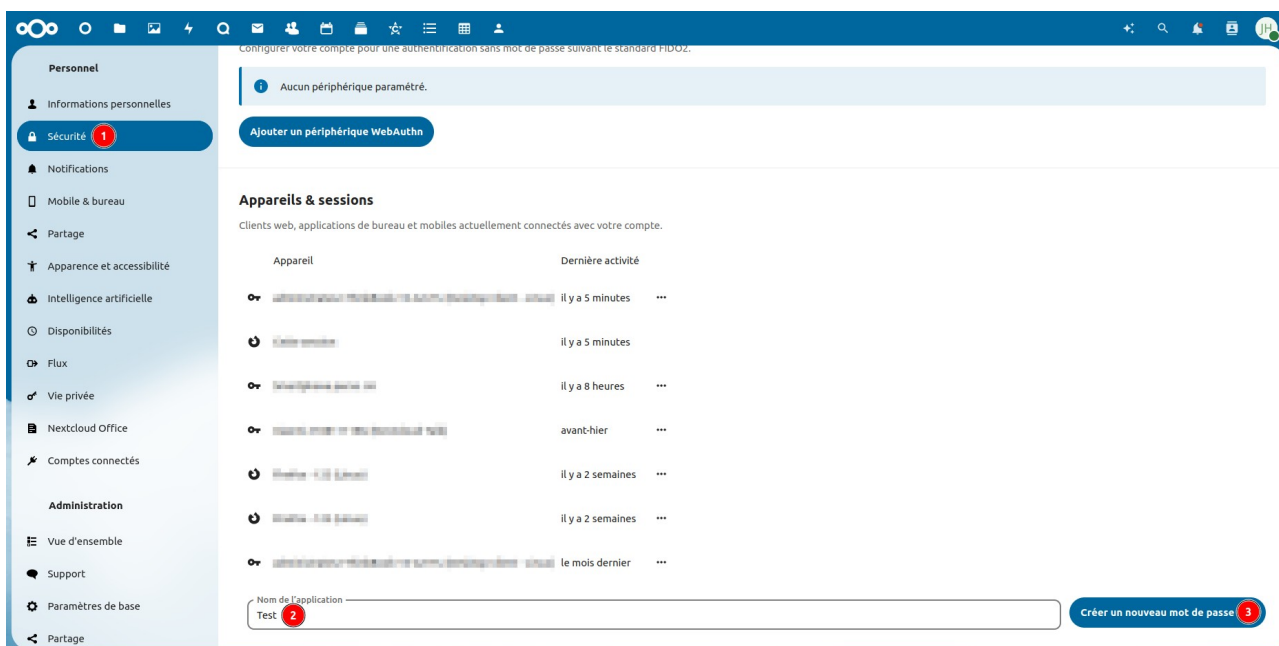 JH
Configurer votre compte pour une authentification sans mot de passe suivant le standard FIDO2.
Personnel
Aucun périphérique paramétré.
Informations personnelles
Sécurité 1
Ajouter un périphérique WebAuthn
Notifications
Mobile & bureau
Appareils & sessions
Clients web, applications de bureau et mobiles actuellement connectés avec votre compte.
Partage
Appareil Dernière activité
Apparence et accessibilité
Intelligence artificielle
il y a 5 minutes
Disponibilités
il y a 5 minutes
Flux
il y a 8 heures
Vie privée
Nextcloud Office
avant-hier
Comptes connectés
il y a 2 semaines
Administration
il y a 2 semaines
Vue d'ensemble
le mois dernier
Support
Nom de l'application
Paramètres de base
Test 2
Créer un nouveau mot de passe 3
Partage